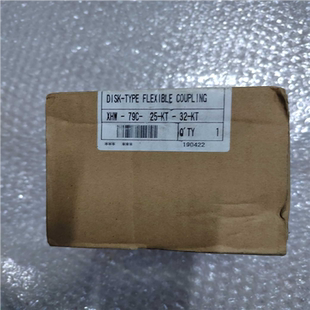 DISK-TYPE FLEXIBLE COUPLING
XHW - 79C- 25-KT - 32-KT
Q'TY 1
*** *** 190422